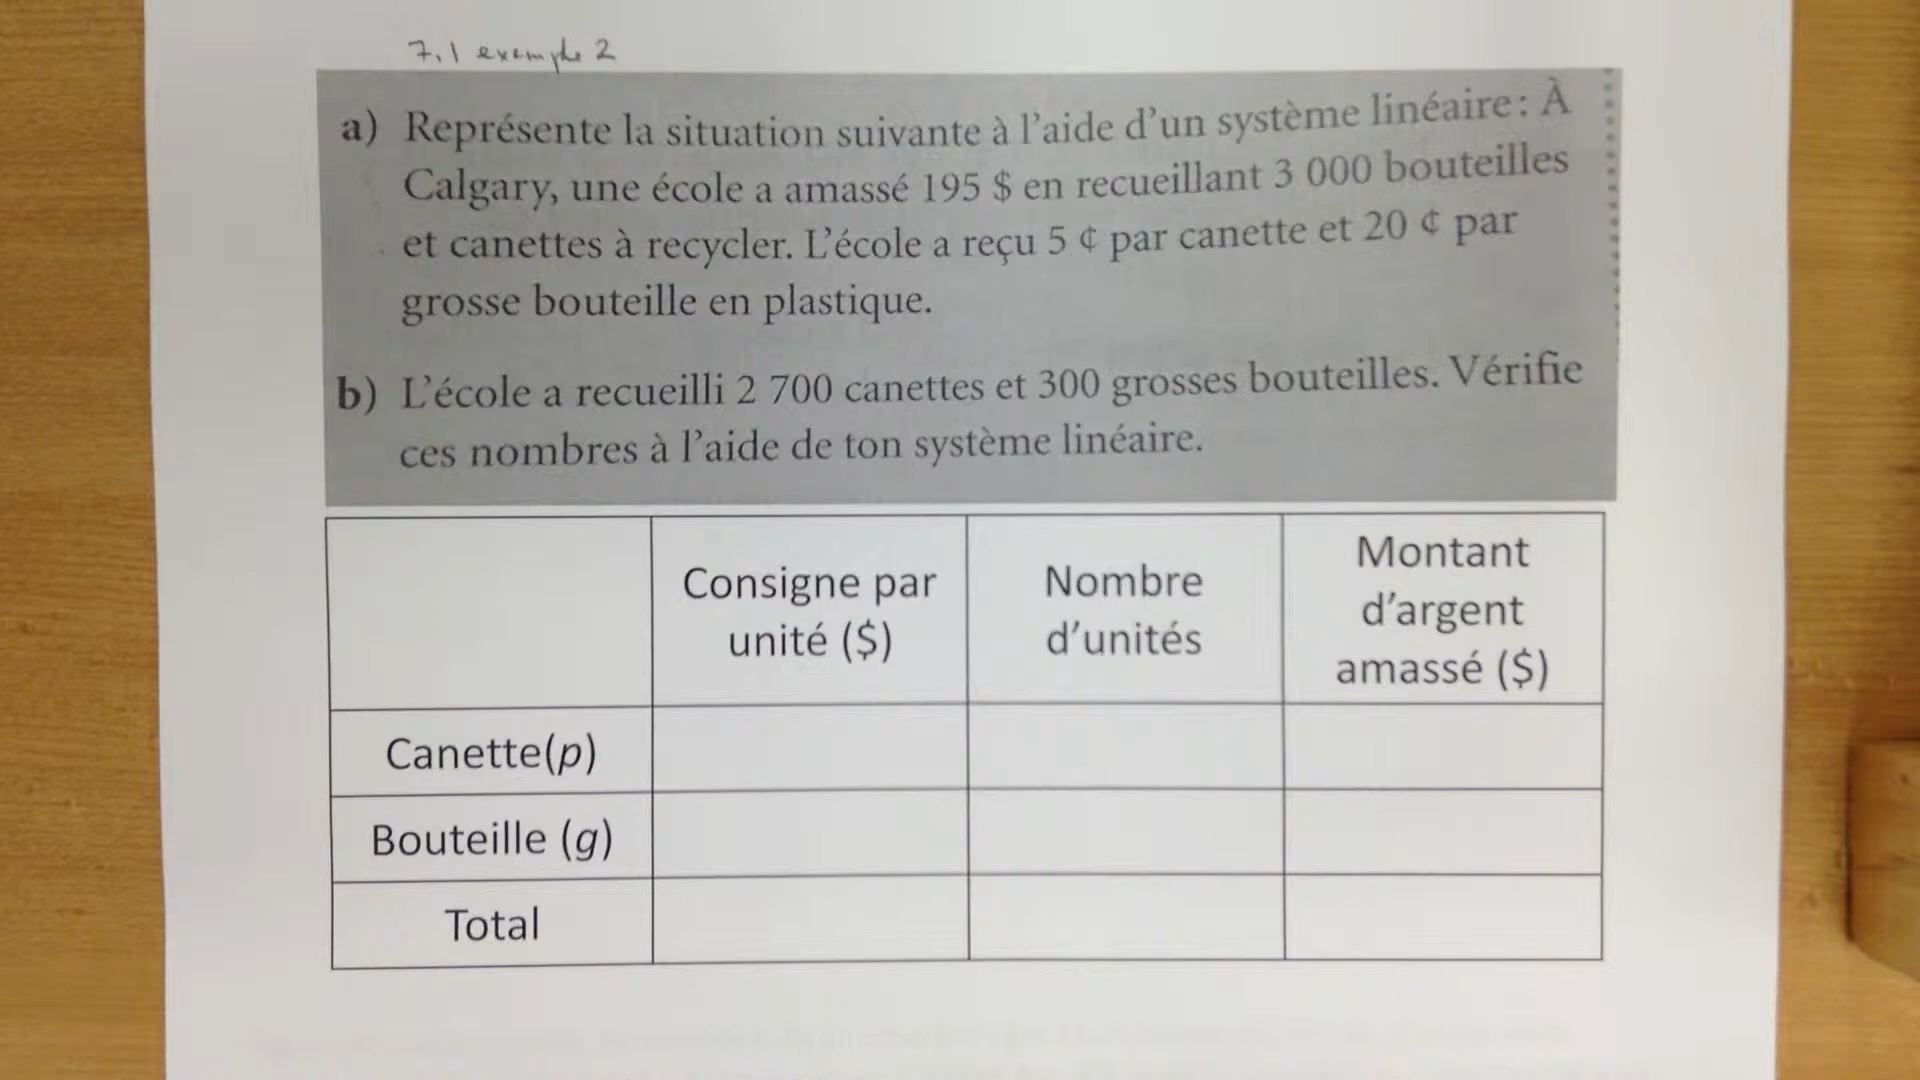 7.1 exemple 2
a) Représente la situation suivante à l'aide d'un système linéaire : À
Calgary, une école a amassé 195 $ en recueillant 3 000 bouteilles
et canettes à recycler. L'école a reçu 5 ¢ par canette et 20 ¢ par
grosse bouteille en plastique.
b) L'école a recueilli 2 700 canettes et 300 grosses bouteilles. Vérifie
ces nombres à l'aide de ton système linéaire.
Consigne par
unité ($)
Nombre
d'unités
Montant
d'argent
amassé ($)
Canette(p)
Bouteille (g)
Total